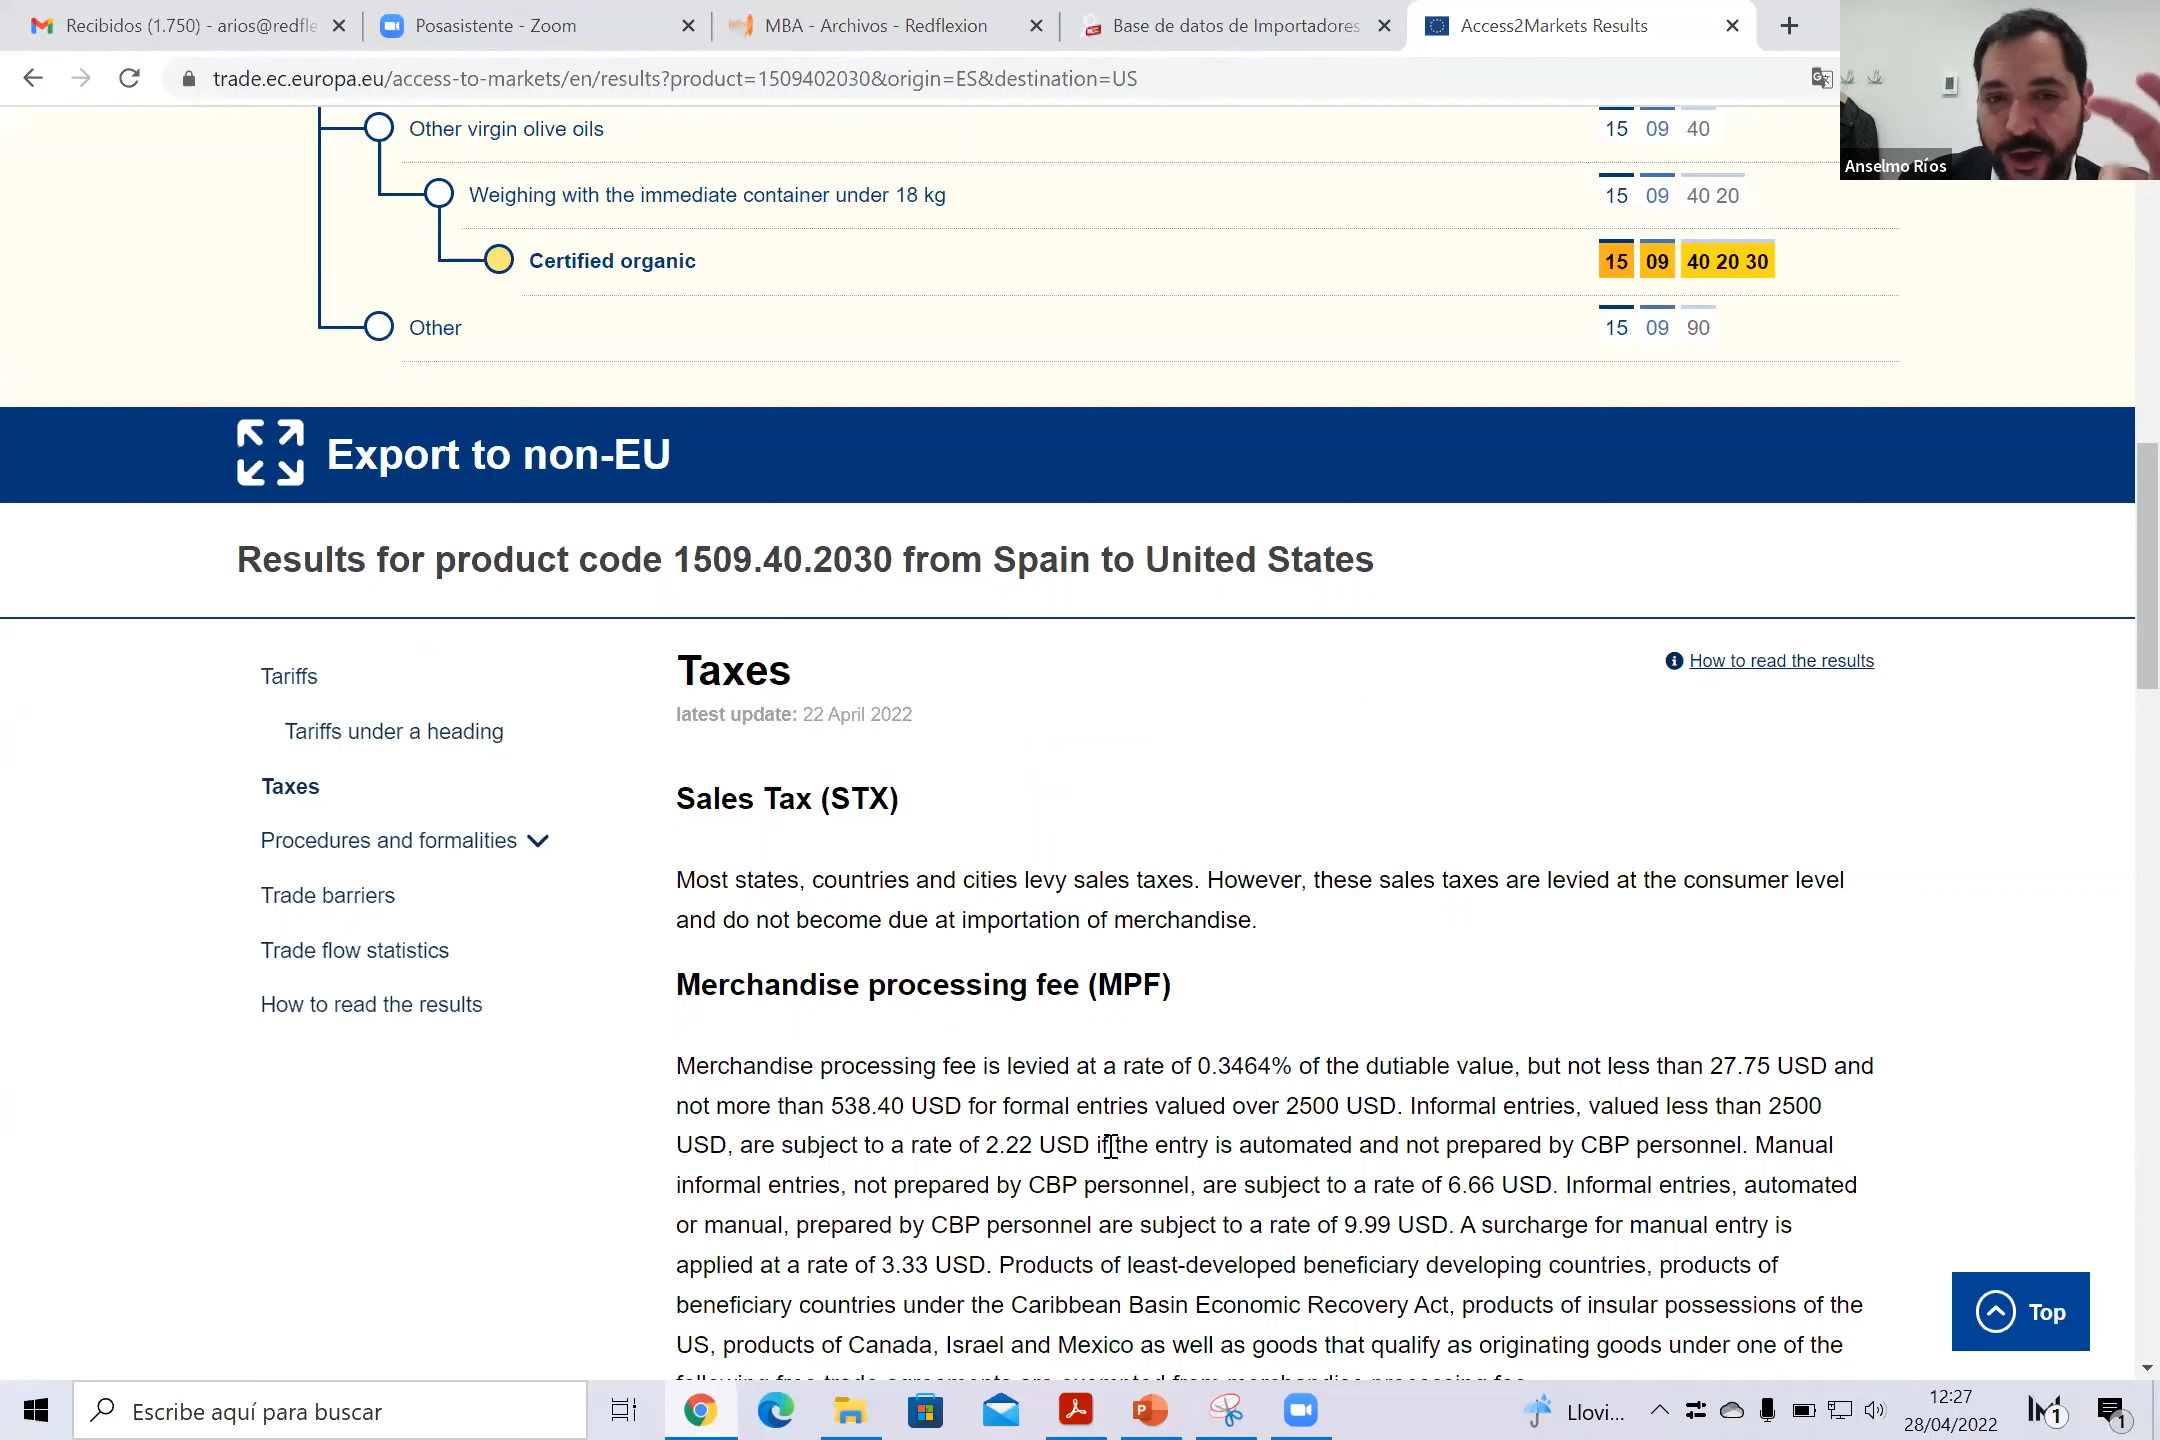 Recibidos (1.750) - arios@redfle
Posasistente - Zoom
MBA - Archivos - Redflexion
Base de datos de Importadores
Access2Markets Results
trade.ec.europa.eu/access-to-markets/en/results?product=1509402030&origin=ES&destination=US
Anselmo Ríos
Other virgin olive oils 15 09 40
Weighing with the immediate container under 18 kg 15 09 40 20
Certified organic 15 09 40 20 30
Other 15 09 90
Export to non-EU
Results for product code 1509.40.2030 from Spain to United States
Tariffs
Tariffs under a heading
Taxes
Procedures and formalities
Trade barriers
Trade flow statistics
How to read the results
Taxes
How to read the results
latest update: 22 April 2022
Sales Tax (STX)
Most states, countries and cities levy sales taxes. However, these sales taxes are levied at the consumer level
and do not become due at importation of merchandise.
Merchandise processing fee (MPF)
Merchandise processing fee is levied at a rate of 0.3464% of the dutiable value, but not less than 27.75 USD and
not more than 538.40 USD for formal entries valued over 2500 USD. Informal entries, valued less than 2500
USD, are subject to a rate of 2.22 USD if the entry is automated and not prepared by CBP personnel. Manual
informal entries, not prepared by CBP personnel, are subject to a rate of 6.66 USD. Informal entries, automated
or manual, prepared by CBP personnel are subject to a rate of 9.99 USD. A surcharge for manual entry is
applied at a rate of 3.33 USD. Products of least-developed beneficiary developing countries, products of
beneficiary countries under the Caribbean Basin Economic Recovery Act, products of insular possessions of the
US, products of Canada, Israel and Mexico as well as goods that qualify as originating goods under one of the
following free trade agreements are exempted from merchandise processing fee
Top
Escribe aquí para buscar
Llovi...
12:27
28/04/2022
1
1